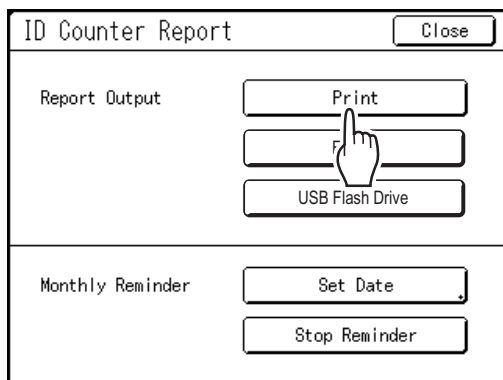 ID Counter Report
Close
Report Output
Print
USB Flash Drive
Monthly Reminder
Set Date
Stop Reminder